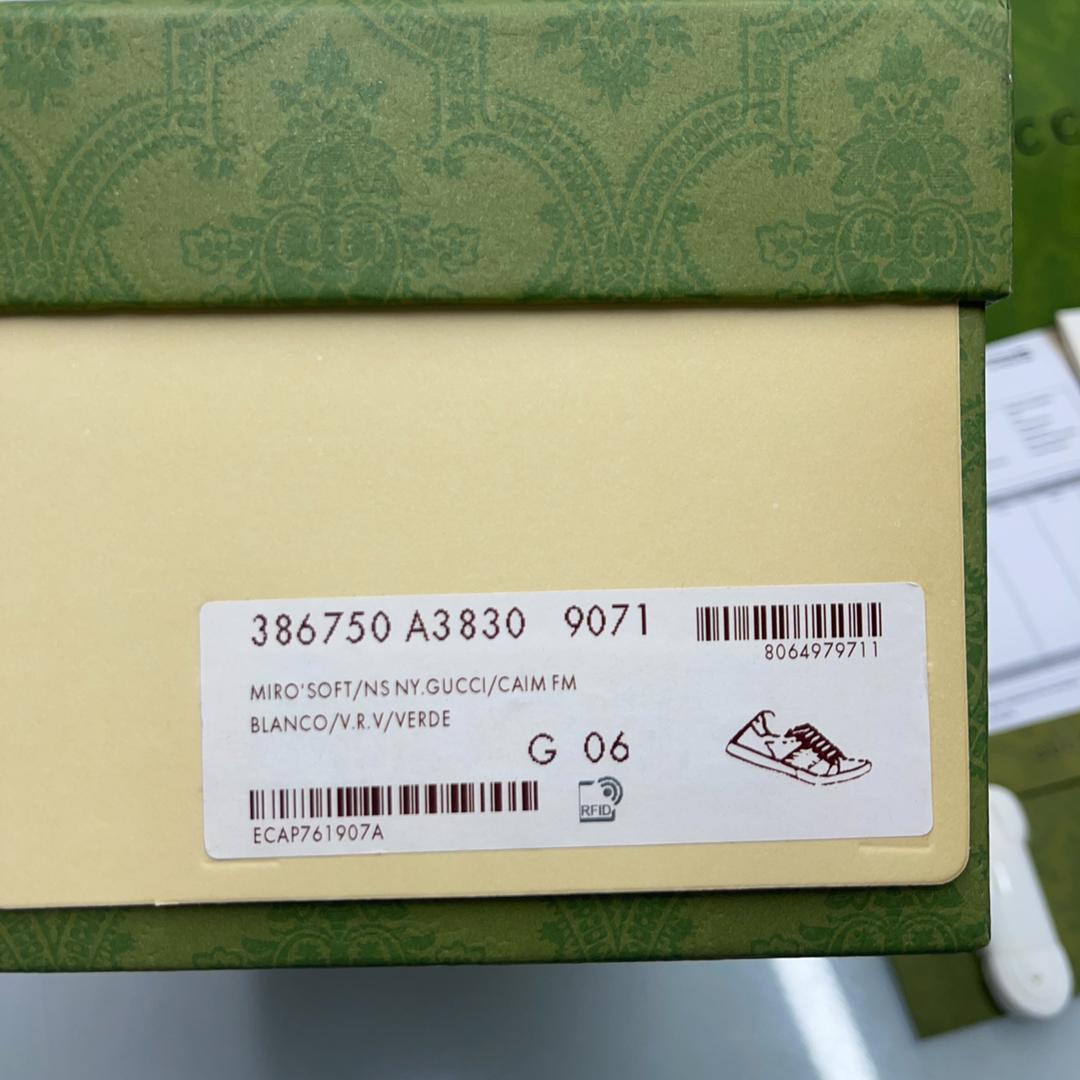 386750 A3830 9071
8064979711
MIRO'SOFT/NS NY.GUCCI/CAIM FM
BLANCO/V.R.V/VERDE
G 06
ECAP761907A
RFID